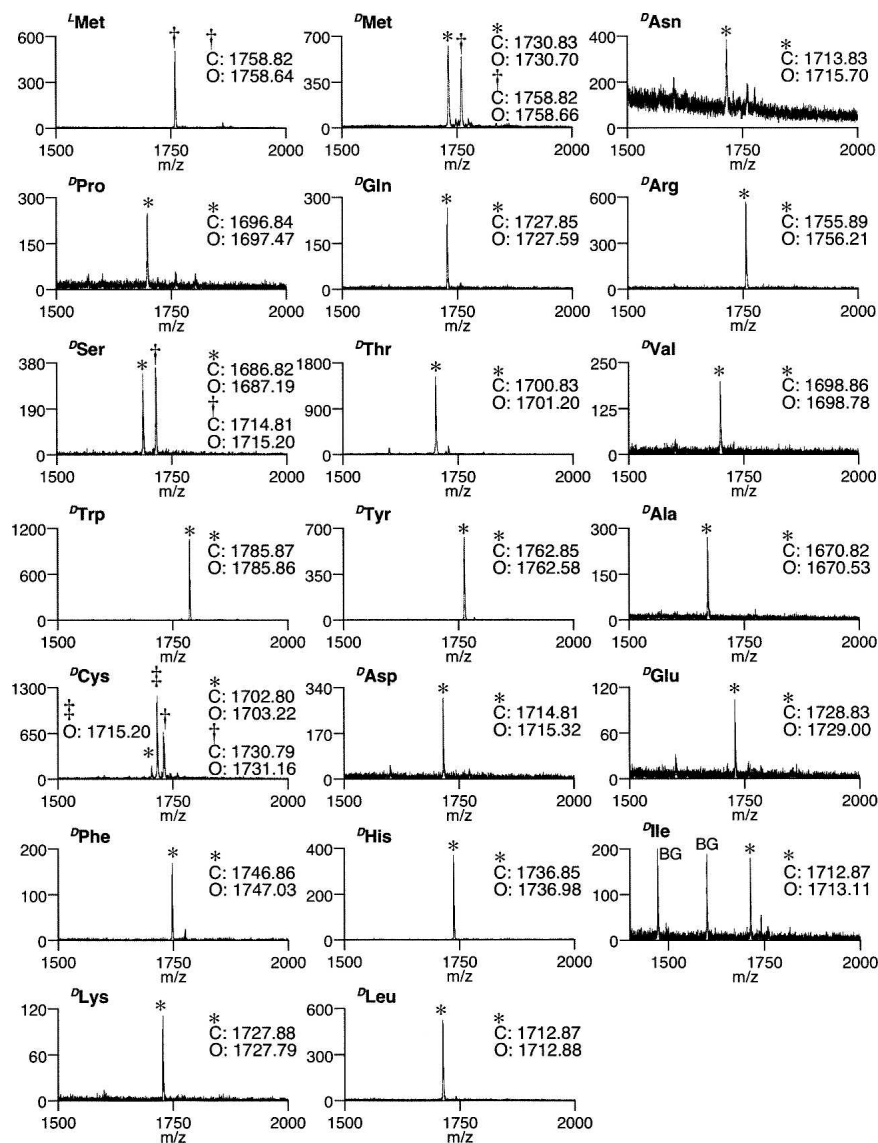 LMet
600
300
0
1500 1750 2000
m/z
†
†
C: 1758.82
O: 1758.64
DMet
700
350
0
1500 1750 2000
m/z
* †
*
C: 1730.83
O: 1730.70
†
C: 1758.82
O: 1758.66
DAsn
400
200
0
1500 1750 2000
m/z
*
*
C: 1713.83
O: 1715.70
DPro
300
150
0
1500 1750 2000
m/z
*
*
C: 1696.84
O: 1697.47
DGln
300
150
0
1500 1750 2000
m/z
*
*
C: 1727.85
O: 1727.59
DArg
600
300
0
1500 1750 2000
m/z
*
*
C: 1755.89
O: 1756.21
DSer
380
190
0
1500 1750 2000
m/z
* †
*
C: 1686.82
O: 1687.19
†
C: 1714.81
O: 1715.20
DThr
1800
900
0
1500 1750 2000
m/z
*
*
C: 1700.83
O: 1701.20
DVal
250
125
0
1500 1750 2000
m/z
*
*
C: 1698.86
O: 1698.78
DTrp
1200
600
0
1500 1750 2000
m/z
*
*
C: 1785.87
O: 1785.86
DTyr
700
350
0
1500 1750 2000
m/z
*
*
C: 1762.85
O: 1762.58
DAla
300
150
0
1500 1750 2000
m/z
*
*
C: 1670.82
O: 1670.53
DCys
1300
650
0
1500 1750 2000
m/z
‡
O: 1715.20
* ‡ †
*
C: 1702.80
O: 1703.22
†
C: 1730.79
O: 1731.16
DAsp
340
170
0
1500 1750 2000
m/z
*
*
C: 1714.81
O: 1715.32
DGlu
120
60
0
1500 1750 2000
m/z
*
*
C: 1728.83
O: 1729.00
DPhe
200
100
0
1500 1750 2000
m/z
*
*
C: 1746.86
O: 1747.03
DHis
400
200
0
1500 1750 2000
m/z
*
*
C: 1736.85
O: 1736.98
DIle
200
100
0
1500 1750 2000
m/z
BG BG *
*
C: 1712.87
O: 1713.11
DLys
120
60
0
1500 1750 2000
m/z
*
*
C: 1727.88
O: 1727.79
DLeu
600
300
0
1500 1750 2000
m/z
*
*
C: 1712.87
O: 1712.88